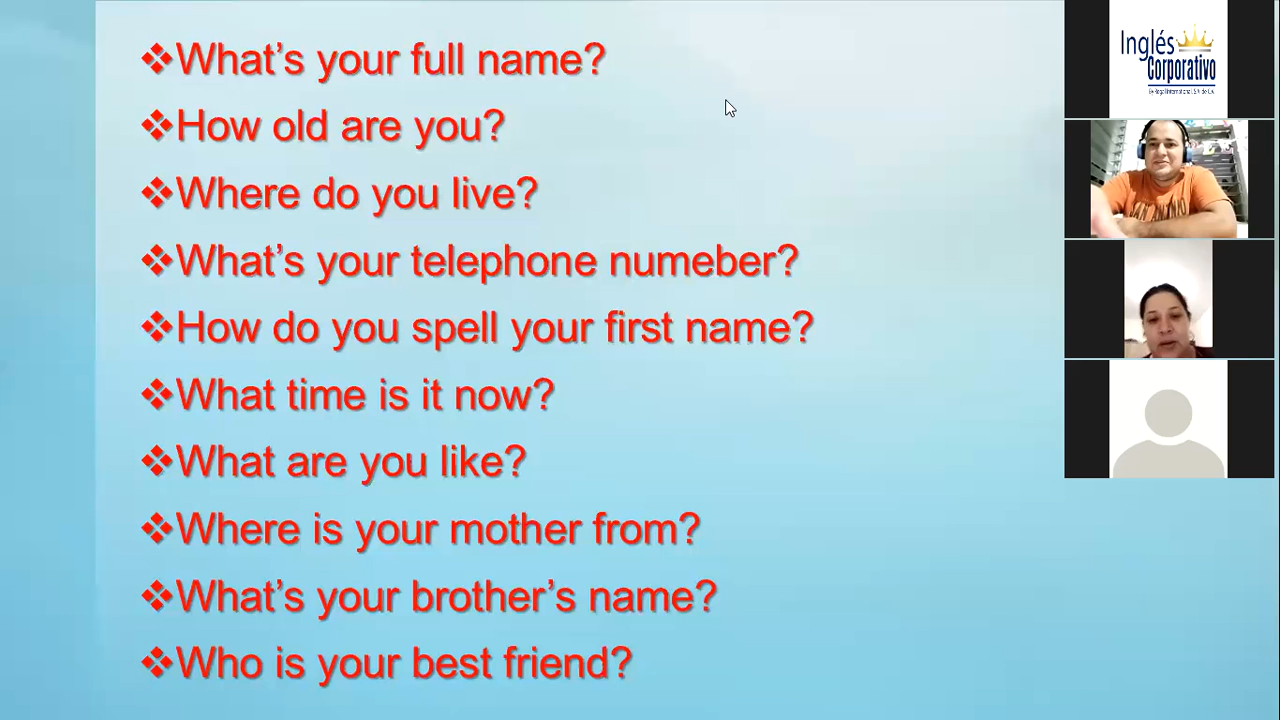 ❖What's your full name?
❖How old are you?
❖Where do you live?
❖What's your telephone numeber?
❖How do you spell your first name?
❖What time is it now?
❖What are you like?
❖Where is your mother from?
❖What's your brother's name?
❖Who is your best friend?
Inglés
Corporativo